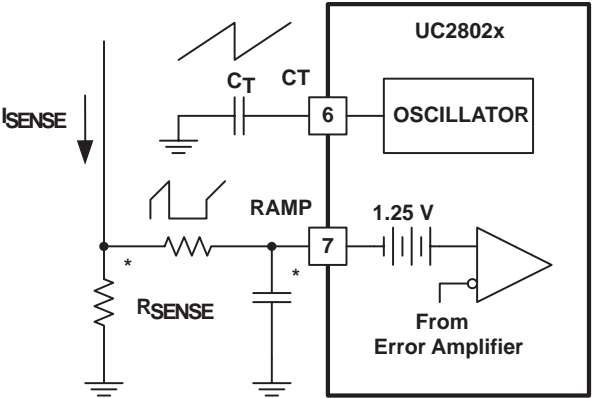 UC2802x
CT
CT
6
OSCILLATOR
ISENSE
RAMP
7
1.25 V
*
*
RSENSE
From
Error Amplifier